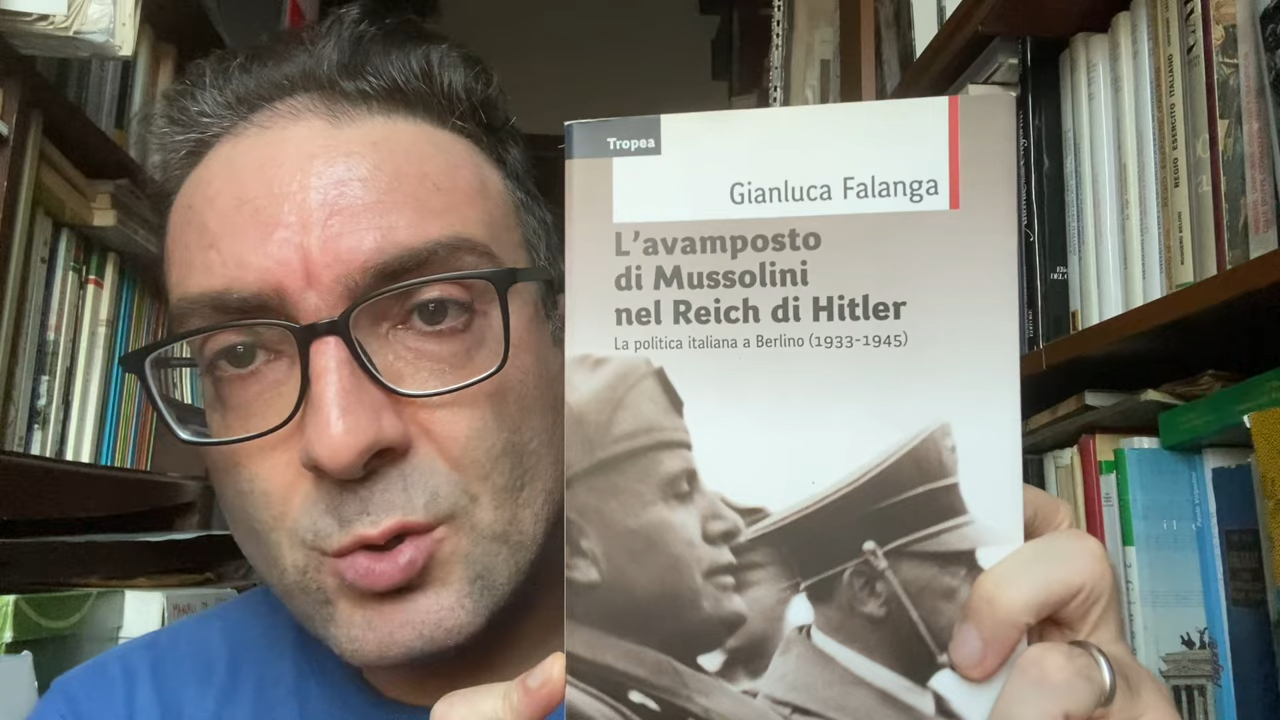 Tropea
Gianluca Falanga
L'avamposto
di Mussolini
nel Reich di Hitler
La politica italiana a Berlino (1933-1945)
REGIO ESERCITO ITALIANO